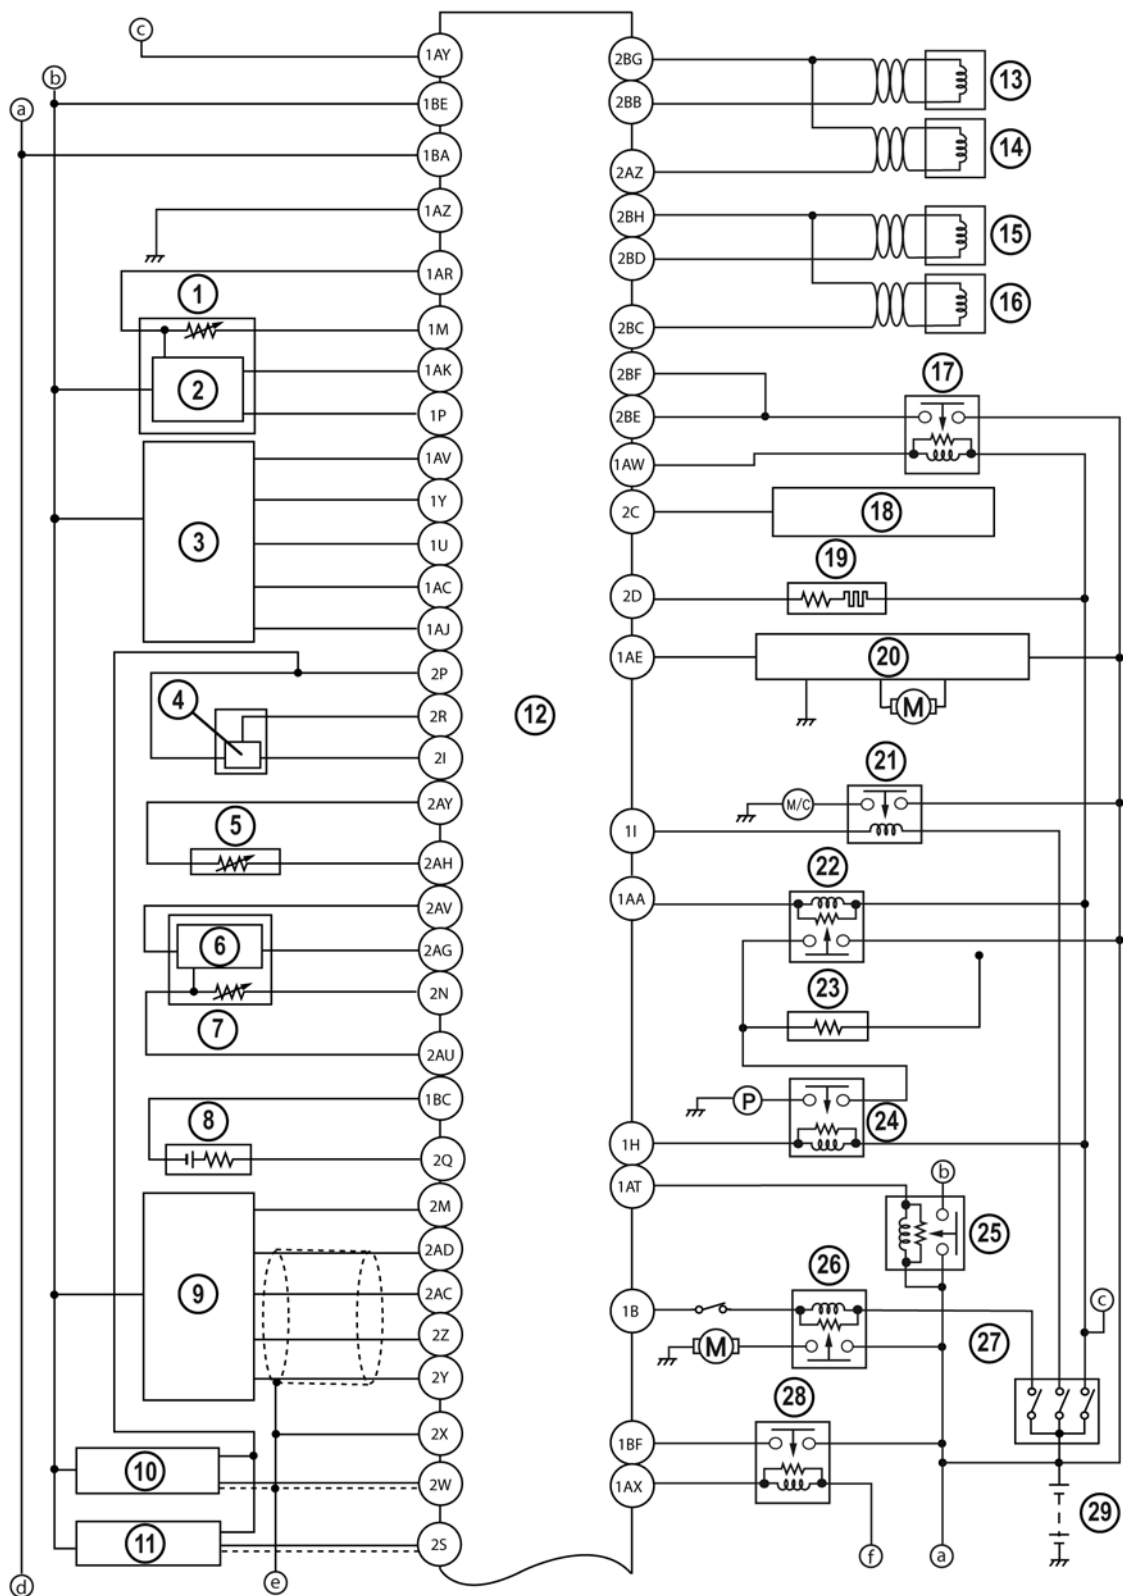 c
1AY
b
1BE
a
1BA
1AZ
1AR
1
1M
1AK
2
1P
1AV
1Y
3
1U
1AC
1AJ
2P
4
2R
2I
2AY
5
2AH
2AV
6
2AG
2N
7
2AU
1BC
8
2Q
2M
2AD
9
2AC
2Z
2Y
2X
10
2W
11
2S
d
e
12
2BG
13
2BB
14
2AZ
2BH
15
2BD
16
2BC
2BF
17
2BE
1AW
2C
18
19
2D
1AE
20
M
21
M/C
1I
22
1AA
23
P
24
1H
1AT
b
25
26
1B
c
M
27
28
1BF
1AX
29
f
a